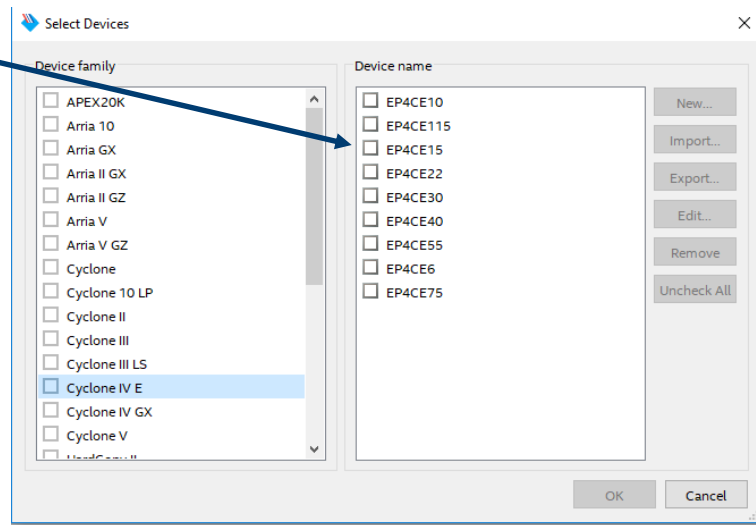 Select Devices
Device family
APEX20K
Arria 10
Arria GX
Arria II GX
Arria II GZ
Arria V
Arria V GZ
Cyclone
Cyclone 10 LP
Cyclone II
Cyclone III
Cyclone III LS
Cyclone IV E
Cyclone IV GX
Cyclone V
Device name
EP4CE10
EP4CE115
EP4CE15
EP4CE22
EP4CE30
EP4CE40
EP4CE55
EP4CE6
EP4CE75
New...
Import...
Export...
Edit...
Remove
Uncheck All
OK
Cancel